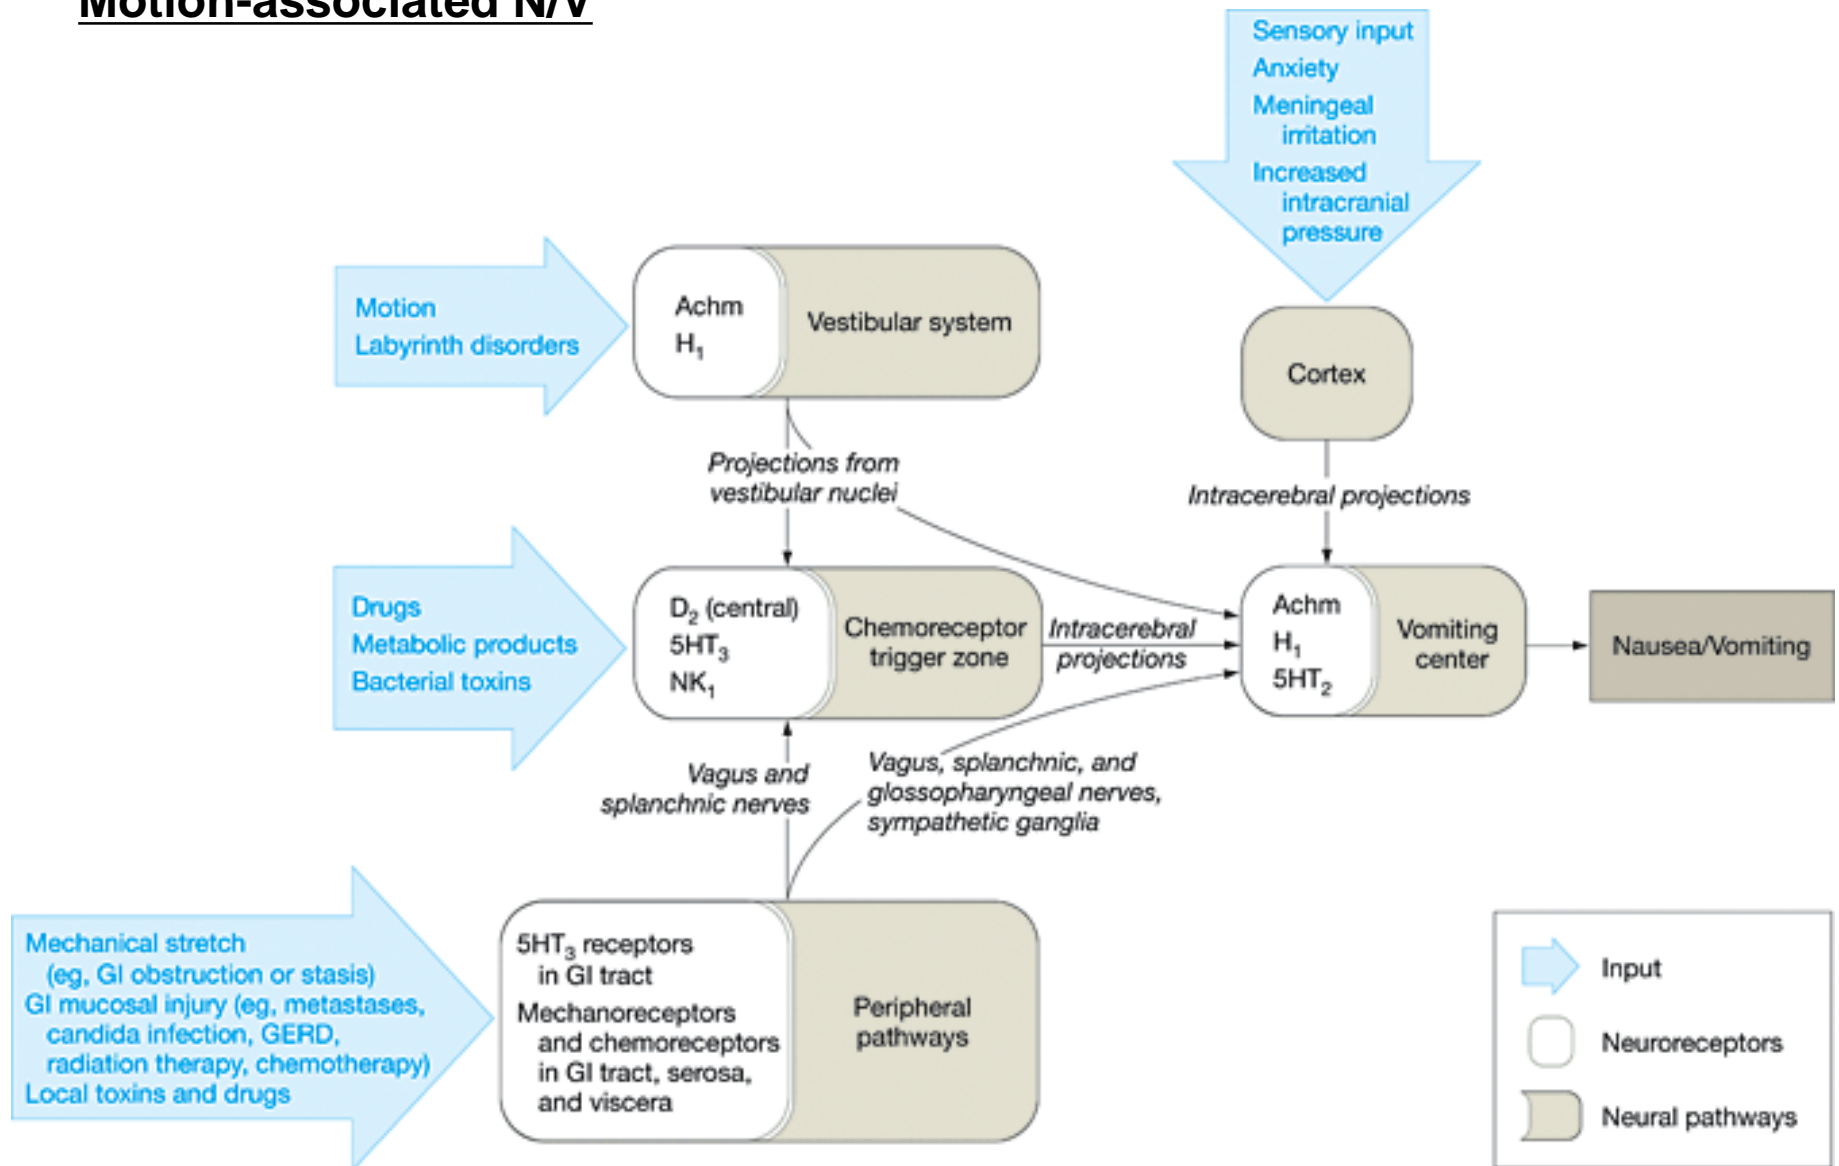 Motion-associated N/V
Sensory input
Anxiety
Meningeal
irritation
Increased
intracranial
pressure
Motion
Labyrinth disorders
Achm
H1
Vestibular system
Cortex
Projections from
vestibular nuclei
Intracerebral projections
Drugs
Metabolic products
Bacterial toxins
D2 (central)
5HT3
NK1
Chemoreceptor
trigger zone
Intracerebral
projections
Achm
H1
5HT2
Vomiting
center
Nausea/Vomiting
Vagus and
splanchnic nerves
Vagus, splanchnic, and
glossopharyngeal nerves,
sympathetic ganglia
Mechanical stretch
(eg, GI obstruction or stasis)
GI mucosal injury (eg, metastases,
candida infection, GERD,
radiation therapy, chemotherapy)
Local toxins and drugs
5HT3 receptors
in GI tract
Mechanoreceptors
and chemoreceptors
in GI tract, serosa,
and viscera
Peripheral
pathways
Input
Neuroreceptors
Neural pathways